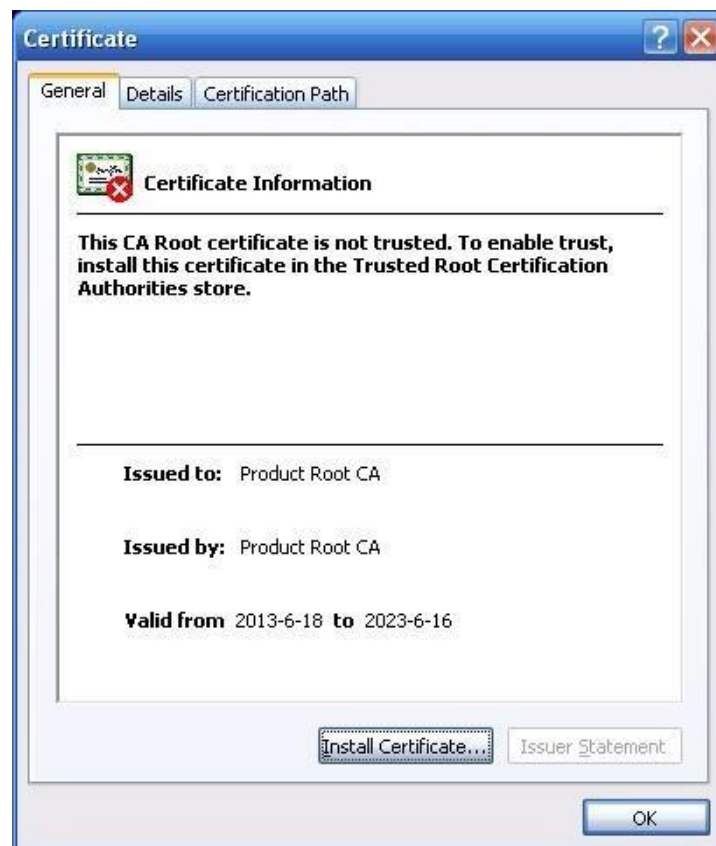 Certificate
General Details Certification Path
Certificate Information
This CA Root certificate is not trusted. To enable trust,
install this certificate in the Trusted Root Certification
Authorities store.
Issued to: Product Root CA
Issued by: Product Root CA
Valid from 2013-6-18 to 2023-6-16
Install Certificate... Issuer Statement
OK